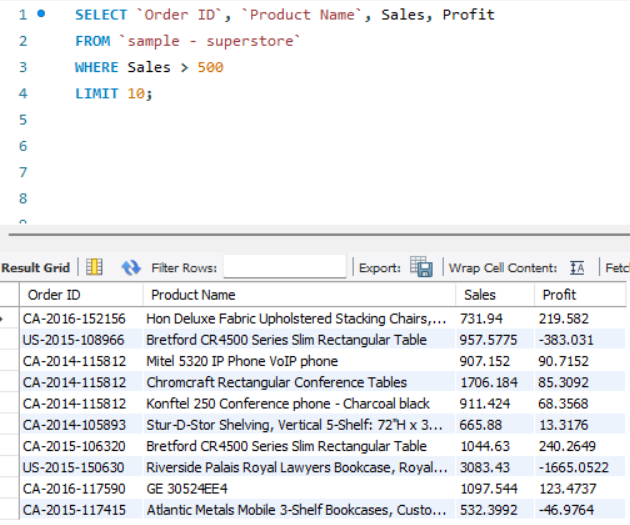 1 SELECT `Order ID`, `Product Name`, Sales, Profit
2 FROM `sample - superstore`
3 WHERE Sales > 500
4 LIMIT 10;
5
6
7
8
Result Grid Filter Rows: Export: Wrap Cell Content: Fetc
Order ID Product Name Sales Profit
CA-2016-152156 Hon Deluxe Fabric Upholstered Stacking Chairs,... 731.94 219.582
US-2015-108966 Bretford CR4500 Series Slim Rectangular Table 957.5775 -383.031
CA-2014-115812 Mitel 5320 IP Phone VoIP phone 907.152 90.7152
CA-2014-115812 Chromcraft Rectangular Conference Tables 1706.184 85.3092
CA-2014-115812 Konftel 250 Conference phone - Charcoal black 911.424 68.3568
CA-2014-105893 Stur-D-Stor Shelving, Vertical 5-Shelf: 72"H x 3... 665.88 13.3176
CA-2015-106320 Bretford CR4500 Series Slim Rectangular Table 1044.63 240.2649
US-2015-150630 Riverside Palais Royal Lawyers Bookcase, Royal... 3083.43 -1665.0522
CA-2016-117590 GE 30524EE4 1097.544 123.4737
CA-2015-117415 Atlantic Metals Mobile 3-Shelf Bookcases, Custo... 532.3992 -46.9764